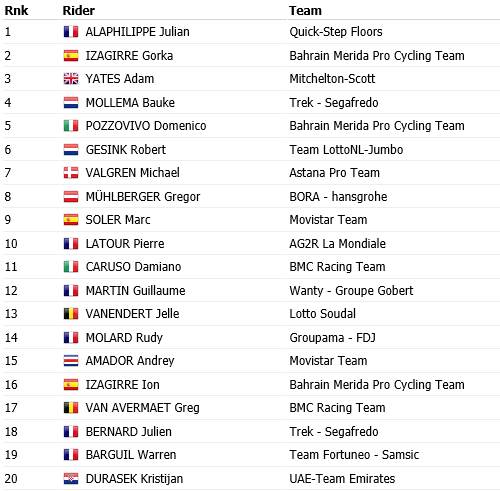 Rnk Rider Team
1 ALAPHILIPPE Julian Quick-Step Floors
2 IZAGIRRE Gorka Bahrain Merida Pro Cycling Team
3 YATES Adam Mitchelton-Scott
4 MOLLEMA Bauke Trek - Segafredo
5 POZZOVIVO Domenico Bahrain Merida Pro Cycling Team
6 GESINK Robert Team LottoNL-Jumbo
7 VALGREN Michael Astana Pro Team
8 MÜHLBERGER Gregor BORA - hansgrohe
9 SOLER Marc Movistar Team
10 LATOUR Pierre AG2R La Mondiale
11 CARUSO Damiano BMC Racing Team
12 MARTIN Guillaume Wanty - Groupe Gobert
13 VANENDERT Jelle Lotto Soudal
14 MOLARD Rudy Groupama - FDJ
15 AMADOR Andrey Movistar Team
16 IZAGIRRE Ion Bahrain Merida Pro Cycling Team
17 VAN AVERMAET Greg BMC Racing Team
18 BERNARD Julien Trek - Segafredo
19 BARGUIL Warren Team Fortuneo - Samsic
20 DURASEK Kristijan UAE-Team Emirates